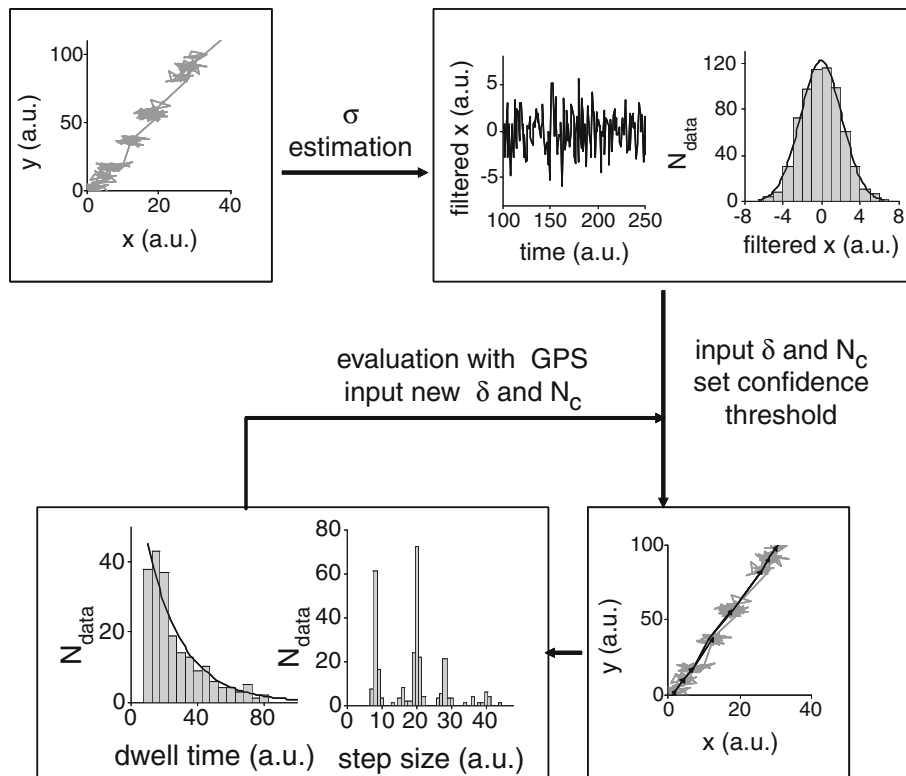 100
50
0
y (a.u.)
0 20 40
x (a.u.)
σ
estimation
5
0
-5
filtered x (a.u.)
100 150 200 250
time (a.u.)
120
80
40
0
N_data
-8 -4 0 4 8
filtered x
evaluation with GPS
input new δ and N_c
input δ and N_c
set confidence
threshold
40
20
0
N_data
0 40 80
dwell time (a.u.)
80
60
40
20
0
N_data
0 10 20 30 40
step size (a.u.)
100
50
0
y (a.u.)
0 20 40
x (a.u.)